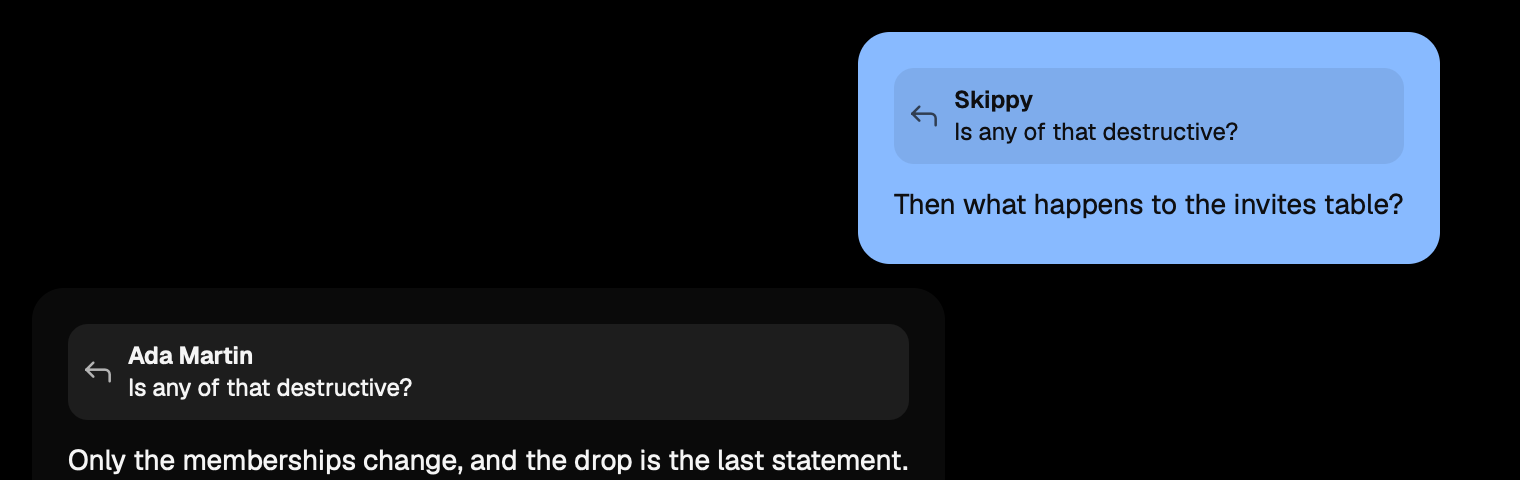 Skippy
Is any of that destructive?
Then what happens to the invites table?
Ada Martin
Is any of that destructive?
Only the memberships change, and the drop is the last statement.